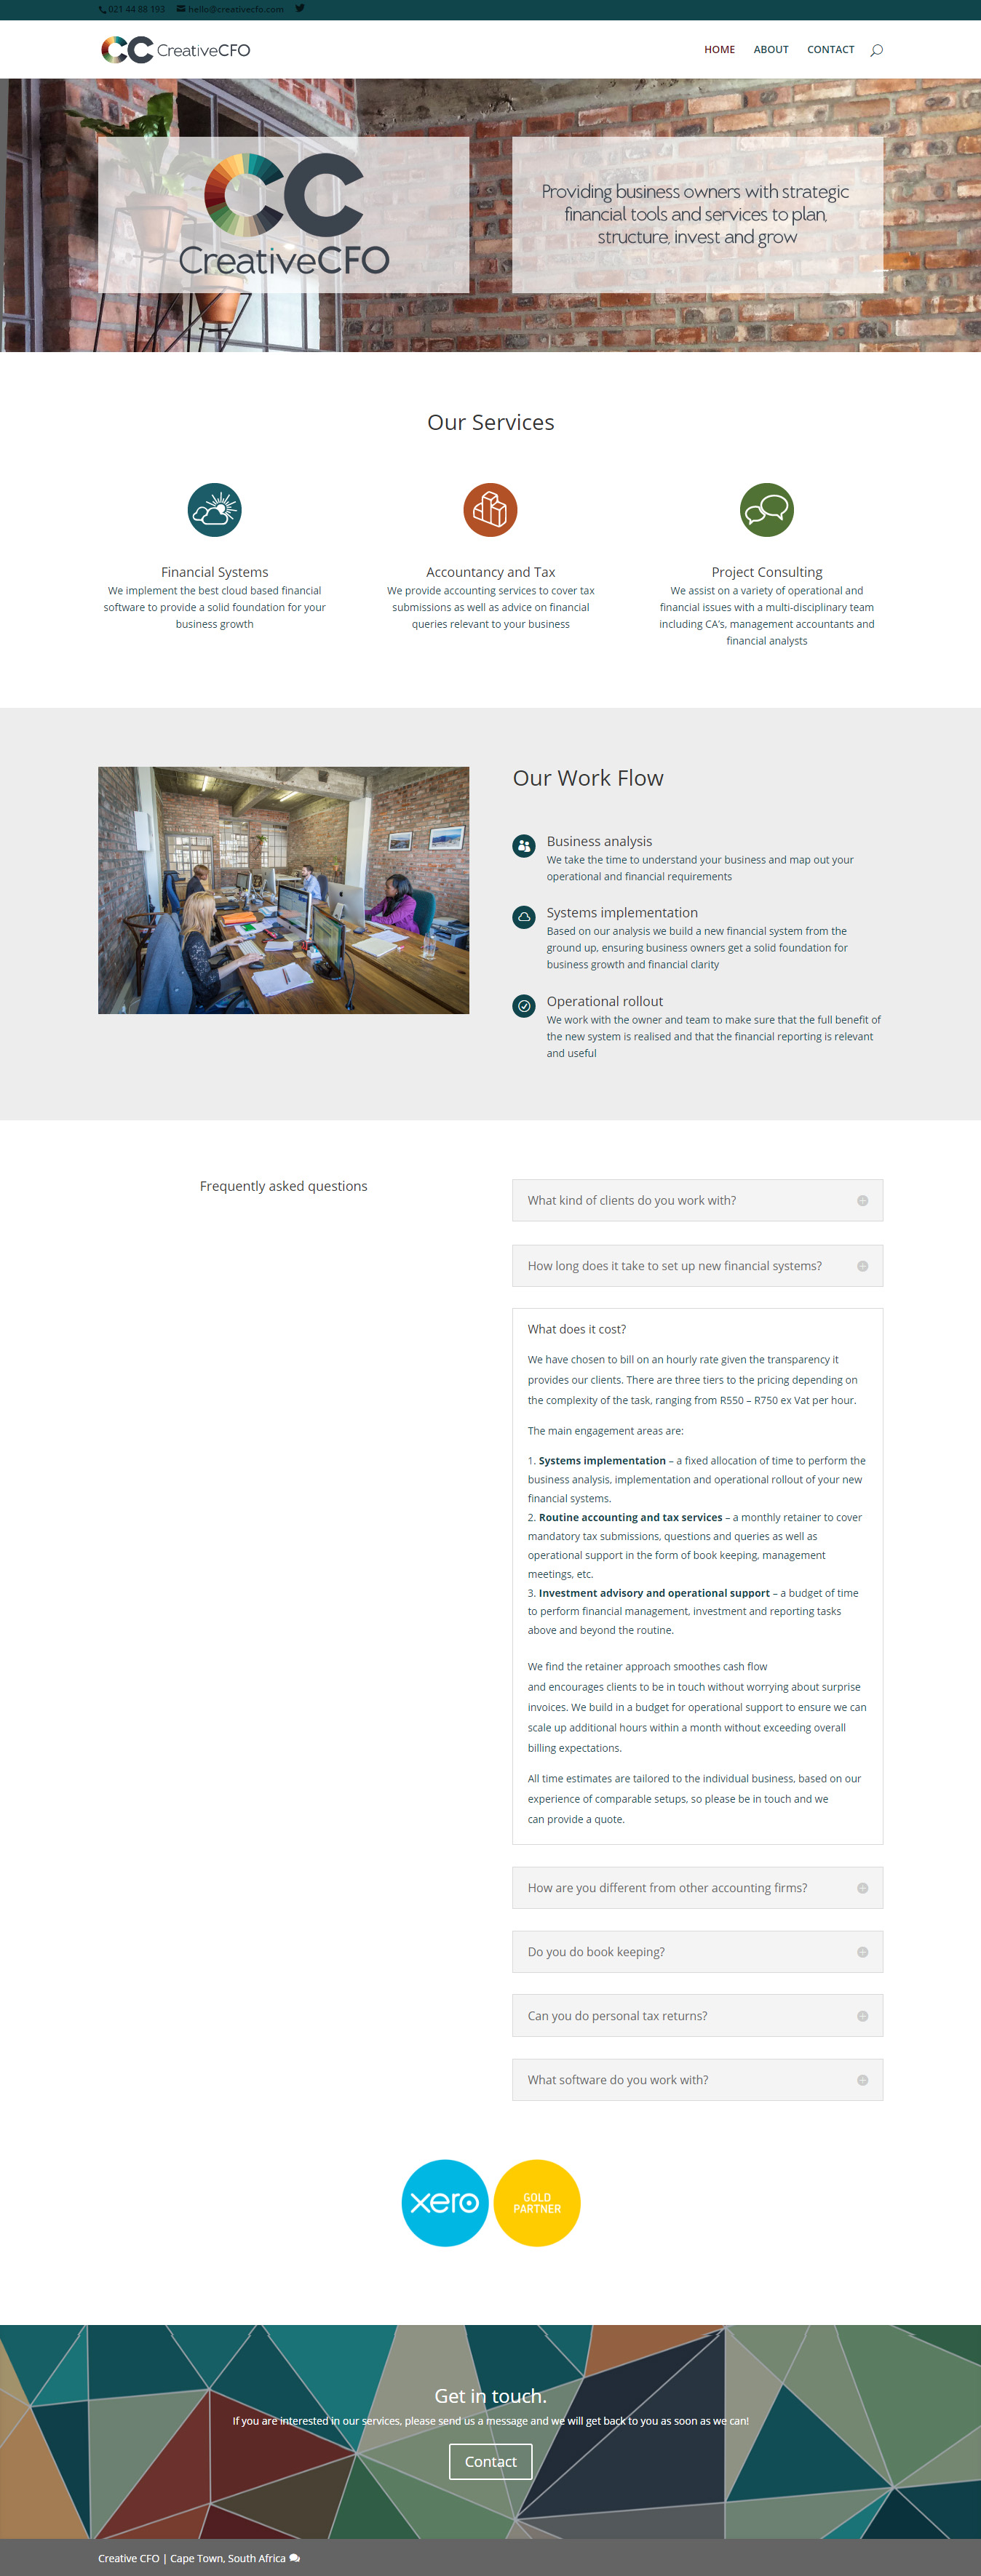 021 44 88 193 hello@creativecfo.com
CC CreativeCFO
HOME ABOUT CONTACT
CC
CreativeCFO
Providing business owners with strategic
financial tools and services to plan,
structure, invest and grow
Our Services
Financial Systems
We implement the best cloud based financial
software to provide a solid foundation for your
business growth
Accountancy and Tax
We provide accounting services to cover tax
submissions as well as advice on financial
queries relevant to your business
Project Consulting
We assist on a variety of operational and
financial issues with a multi-disciplinary team
including CA's, management accountants and
financial analysts
Our Work Flow
Business analysis
We take the time to understand your business and map out your
operational and financial requirements
Systems implementation
Based on our analysis we build a new financial system from the
ground up, ensuring business owners get a solid foundation for
business growth and financial clarity
Operational rollout
We work with the owner and team to make sure that the full benefit of
the new system is realised and that the financial reporting is relevant
and useful
Frequently asked questions
What kind of clients do you work with?
How long does it take to set up new financial systems?
What does it cost?
We have chosen to bill on an hourly rate given the transparency it
provides our clients. There are three tiers to the pricing depending on
the complexity of the task, ranging from R550 – R750 ex Vat per hour.
The main engagement areas are:
1. Systems implementation – a fixed allocation of time to perform the
business analysis, implementation and operational rollout of your new
financial systems.
2. Routine accounting and tax services – a monthly retainer to cover
mandatory tax submissions, questions and queries as well as
operational support in the form of book keeping, management
meetings, etc.
3. Investment advisory and operational support – a budget of time
to perform financial management, investment and reporting tasks
above and beyond the routine.
We find the retainer approach smoothes cash flow
and encourages clients to be in touch without worrying about surprise
invoices. We build in a budget for operational support to ensure we can
scale up additional hours within a month without exceeding overall
billing expectations.
All time estimates are tailored to the individual business, based on our
experience of comparable setups, so please be in touch and we
can provide a quote.
How are you different from other accounting firms?
Do you do book keeping?
Can you do personal tax returns?
What software do you work with?
xero
GOLD
PARTNER
Get in touch.
If you are interested in our services, please send us a message and we will get back to you as soon as we can!
Contact
Creative CFO | Cape Town, South Africa